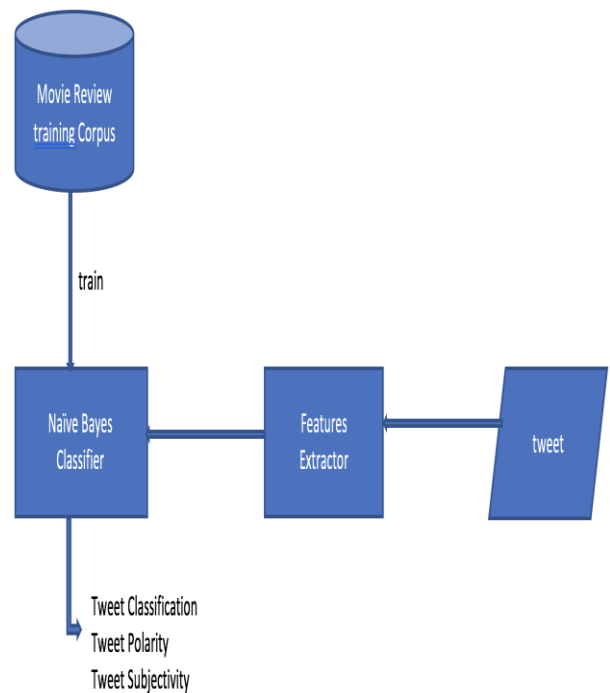 Movie Review
training Corpus
train
Naïve Bayes
Classifier
Features
Extractor
tweet
Tweet Classification
Tweet Polarity
Tweet Subjectivity